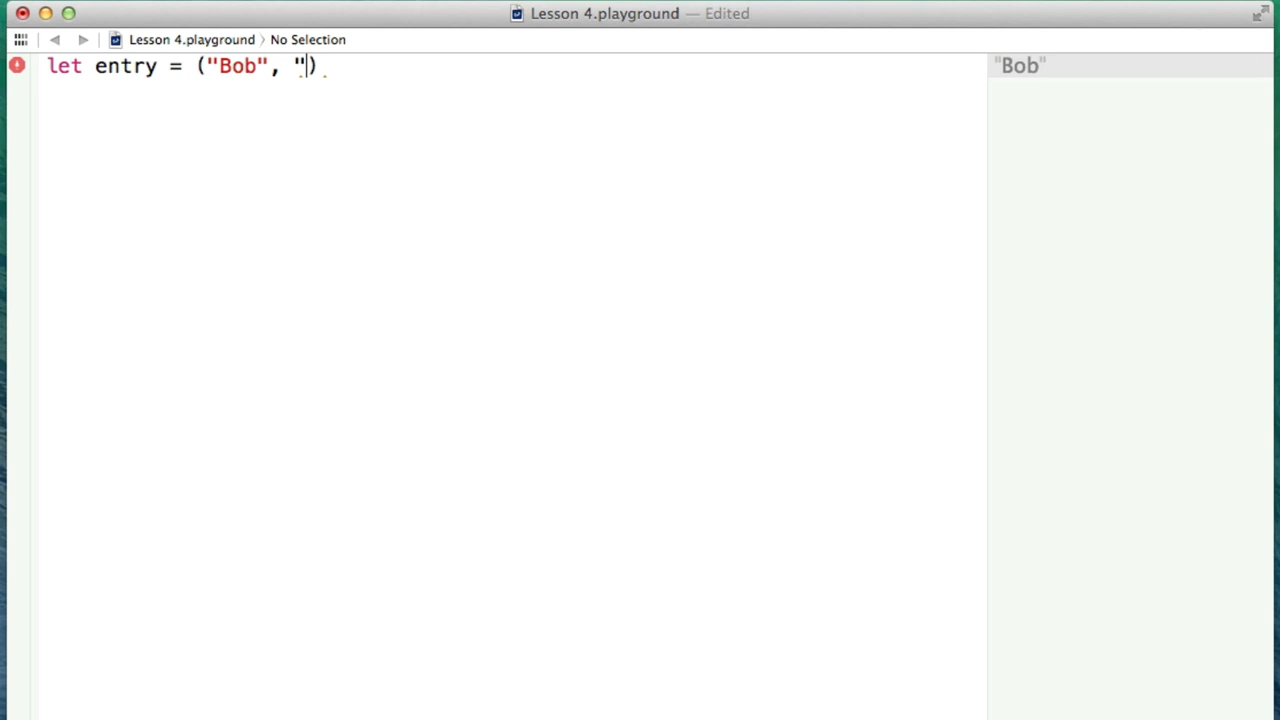 Lesson 4.playground — Edited
Lesson 4.playground 〉 No Selection
let entry = ("Bob", ")
"Bob"